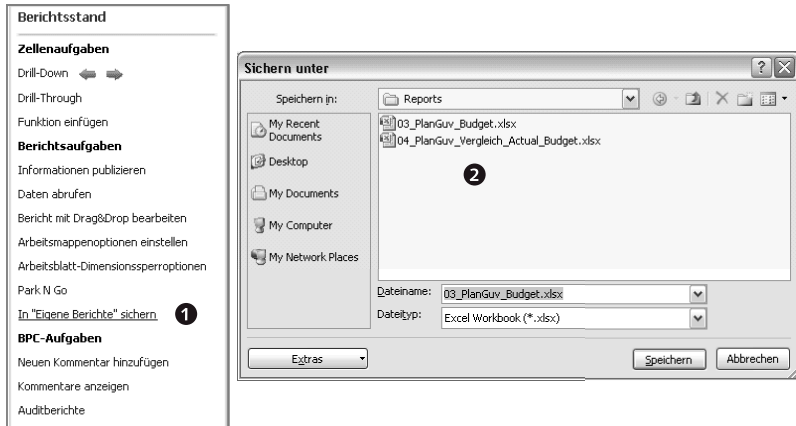 Berichtsstand
Zellenaufgaben
Drill-Down
Drill-Through
Funktion einfügen
Berichtsaufgaben
Informationen publizieren
Daten abrufen
Bericht mit Drag&Drop bearbeiten
Arbeitsmappenoptionen einstellen
Arbeitsblatt-Dimensionssperroptionen
Park N Go
In "Eigene Berichte" sichern 1
BPC-Aufgaben
Neuen Kommentar hinzufügen
Kommentare anzeigen
Auditberichte
Sichern unter
Speichern in: Reports
My Recent
Documents
Desktop
My Documents
My Computer
My Network Places
03_PlanGuv_Budget.xlsx
04_PlanGuv_Vergleich_Actual_Budget.xlsx
2
Dateiname: 03_PlanGuv_Budget.xlsx
Dateityp: Excel Workbook (*.xlsx)
Extras Speichern Abbrechen